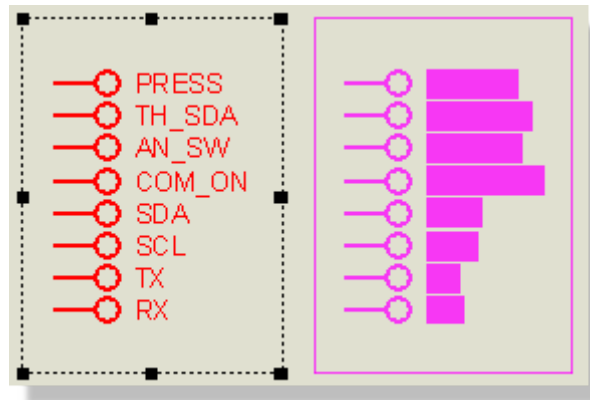 PRESS
TH_SDA
AN_SW
COM_ON
SDA
SCL
TX
RX